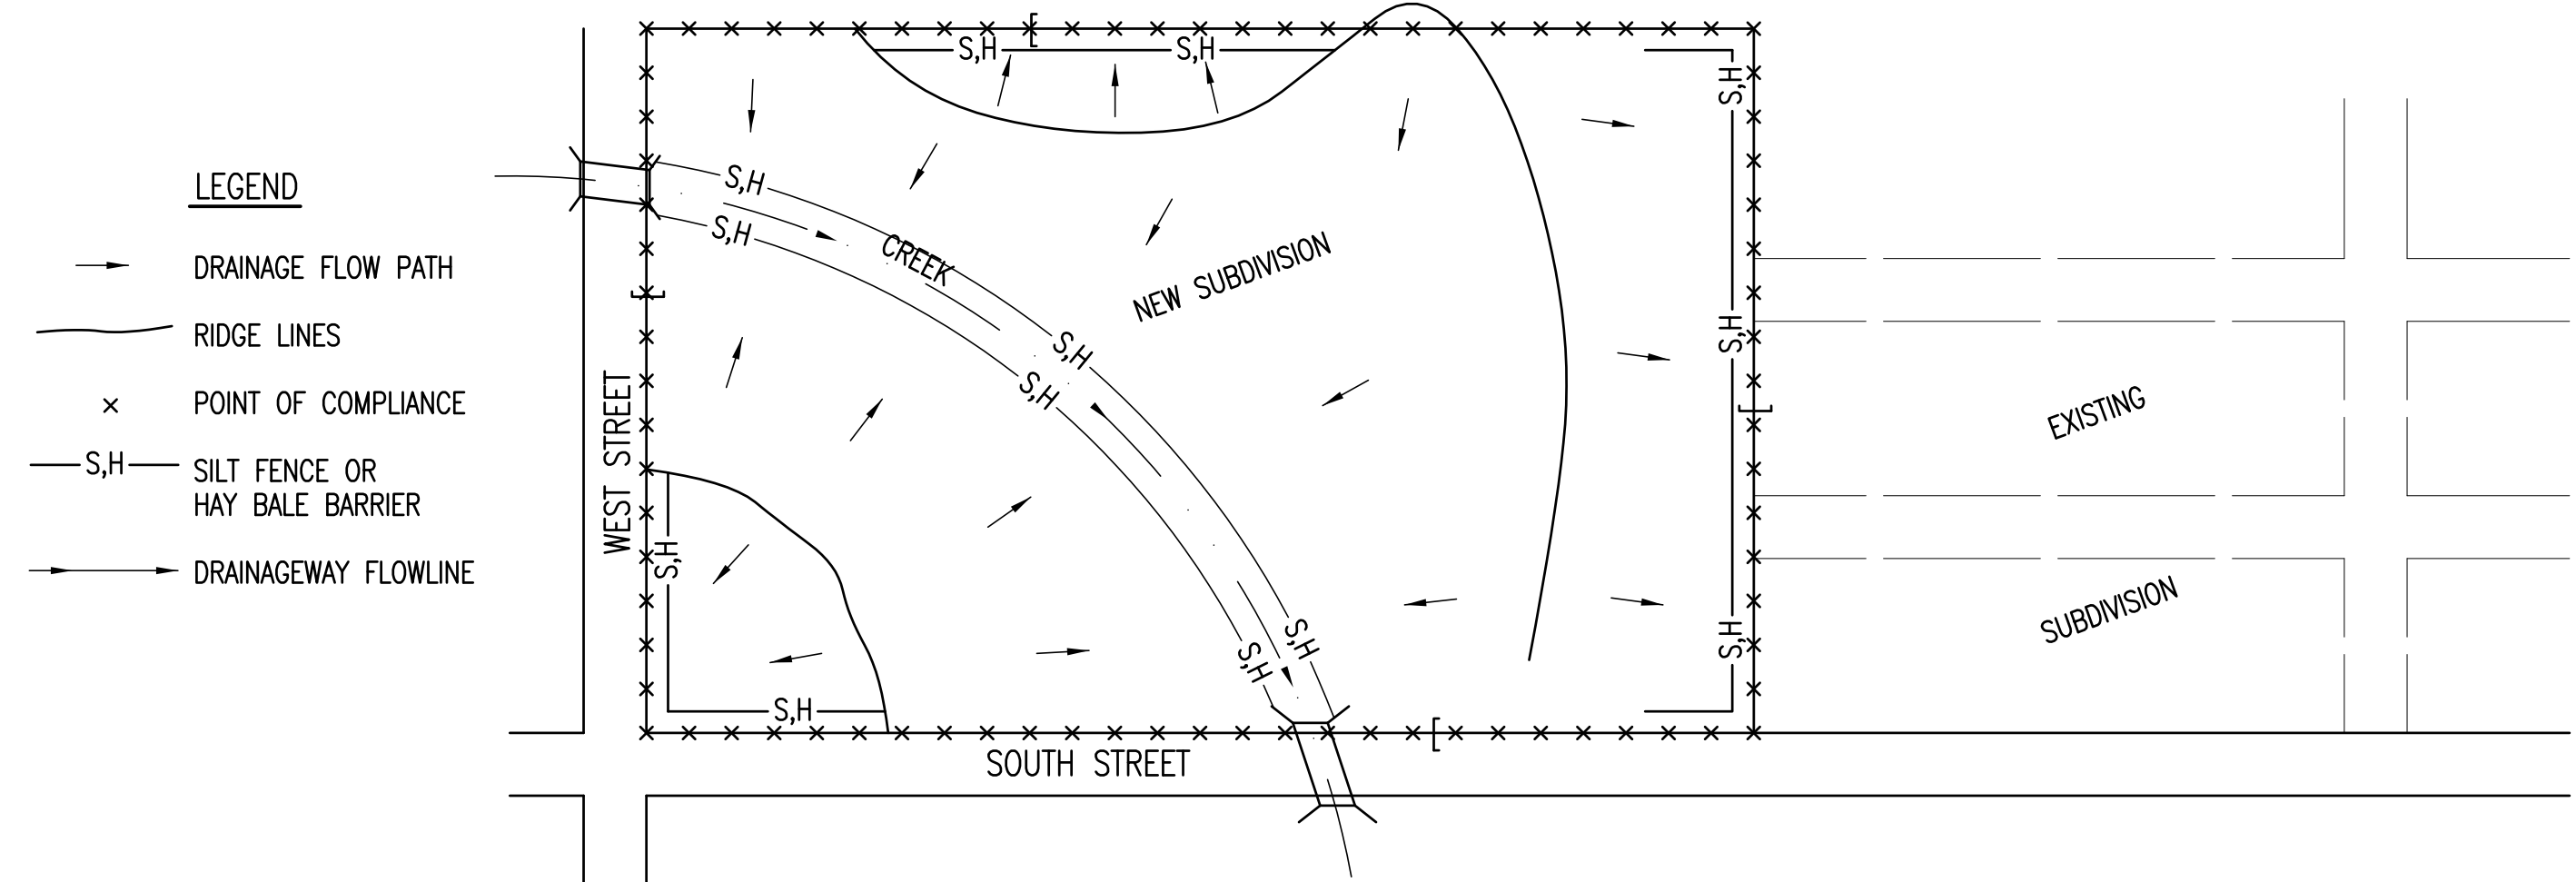 LEGEND
DRAINAGE FLOW PATH
RIDGE LINES
POINT OF COMPLIANCE
S,H
SILT FENCE OR
HAY BALE BARRIER
DRAINAGEWAY FLOWLINE
S,H
S,H
S,H
S,H
S,H
CREEK
NEW SUBDIVISION
S,H
S,H
S,H
WEST STREET
EXISTING
S,H
S,H
S,H
S,H
SUBDIVISION
S,H
SOUTH STREET